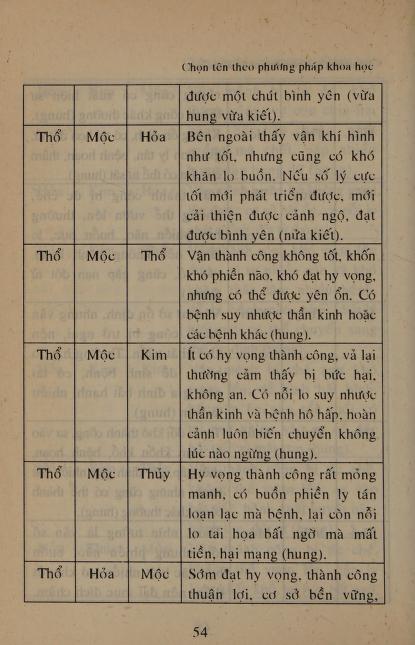 Chọn tên theo phương pháp khoa học
được một chút bình yên (vừa
hung vừa kiết).
Thổ Mộc Hỏa Bên ngoài thấy vận khí hình
như tốt, nhưng cũng có khó
khăn lo buồn. Nếu số lý cực
tốt mới phát triển được, mới
cải thiện được cảnh ngộ, đạt
được bình yên (nửa kiết).
Thổ Mộc Thổ Vận thành công không tốt, khốn
khó phiền não, khó đạt hy vọng,
nhưng có thể được yên ổn. Có
bệnh suy nhược thần kinh hoặc
các bệnh khác (hung).
Thổ Mộc Kim Ít có hy vọng thành công, vả lại
thường cảm thấy bị bức hại,
không an. Có nỗi lo suy nhược
thần kinh và bệnh hô hấp, hoàn
cảnh luôn biến chuyển không
lúc nào ngừng (hung).
Thổ Mộc Thủy Hy vọng thành công rất mỏng
manh, có buồn phiền ly tán
loạn lạc mà bệnh, lại còn nỗi
lo tai họa bất ngờ mà mất
tiền, hại mạng (hung).
Thổ Hỏa Mộc Sớm đạt hy vọng, thành công
thuận lợi, cơ sở bền vững,
54